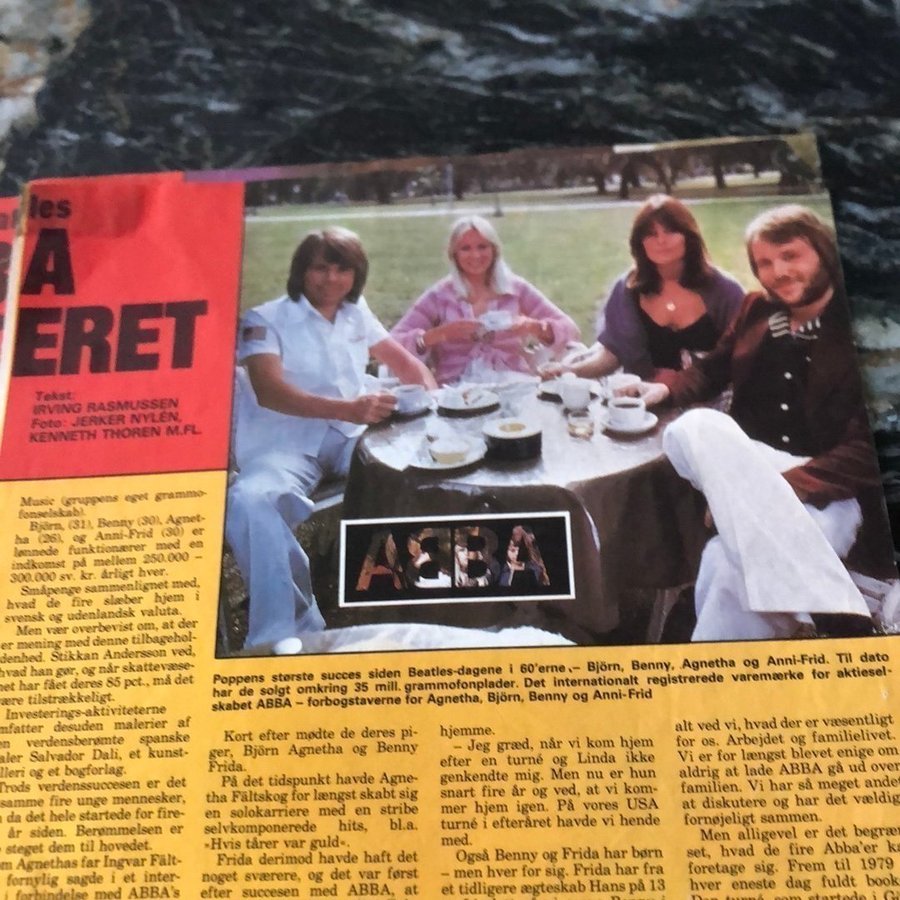 les
A
ERET
Tekst:
IRVING RASMUSSEN
Foto: JERKER NYLÉN,
KENNETH THOREN M.FL.
ABBA
Music (gruppens eget grammo-
fonselskab).
Björn, (31), Benny (30), Agnet-
ha (26), og Anni-Frid (30) er
lønnede funktionærer med en
indkomst på mellem 250.000 –
300.000 sv. kr. årligt hver.
Småpenge sammenlignet med,
hvad de fire slæber hjem i
svensk og udenlandsk valuta.
Men vær overbevist om, at der
er mening med denne tilbagehol-
denhed. Stikkan Andersson ved,
hvad han gør, og når skattevæse-
net har fået deres 85 pct., må det
være tilstrækkeligt.
Investerings-aktiviteterne
mfatter desuden malerier af
en verdensberømte spanske
aler Salvador Dali, et kunst-
lleri og et bogforlag.
Trods verdenssuccesen er det
samme fire unge mennesker,
m da det hele startede for fire-
år siden. Berømmelsen er
steget dem til hovedet.
om Agnethas far Ingvar Fält-
fornylig sagde i et inter-
i forbindelse med ABBA's
Poppens største succes siden Beatles-dagene i 60'erne – Björn, Benny, Agnetha og Anni-Frid. Til dato
har de solgt omkring 35 mill. grammofonplader. Det internationalt registrerede varemærke for aktiesel-
skabet ABBA – forbogstaverne for Agnetha, Björn, Benny og Anni-Frid
Kort efter mødte de deres pi-
ger, Björn Agnetha og Benny
Frida.
På det tidspunkt havde Agne-
tha Fältskog for længst skabt sig
en solokarriere med en stribe
selvkomponerede hits, bl.a.
»Hvis tårer var guld«.
Frida derimod havde haft det
noget sværere, og det var først
efter succesen med ABBA, at
hjemme.
– Jeg græd, når vi kom hjem
efter en turné og Linda ikke
genkendte mig. Men nu er hun
snart fire år og ved, at vi kom-
mer hjem igen. På vores USA
turné i efteråret havde vi hende
med.
Også Benny og Frida har børn
– men hver for sig. Frida har fra
et tidligere ægteskab Hans på 13
alt ved vi, hvad der er væsentligt
for os. Arbejdet og familielivet.
Vi er for længst blevet enige om
aldrig at lade ABBA gå ud over
familien. Vi har så meget andet
at diskutere og har det vældig
fornøjeligt sammen.
Men alligevel er det begræn-
set, hvad de fire Abba'er ka
foretage sig. Frem til 1979
hver eneste dag fuldt book